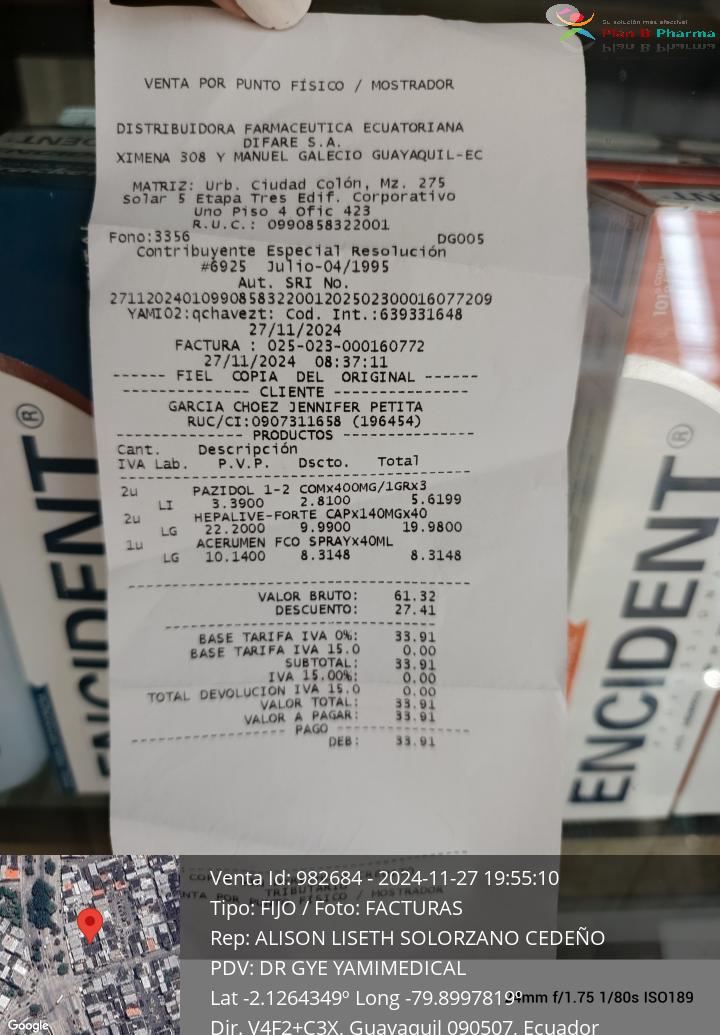 Su solución más efectiva!
Plan B Pharma
VENTA POR PUNTO FÍSICO / MOSTRADOR
DISTRIBUIDORA FARMACEUTICA ECUATORIANA
DIFARE S.A.
XIMENA 308 Y MANUEL GALECIO GUAYAQUIL-EC
MATRIZ: Urb. Ciudad Colón, Mz. 275
Solar 5 Etapa Tres Edif. Corporativo
Uno Piso 4 Ofic 423
R.U.C.: 0990858322001
Fono:3356 DG005
Contribuyente Especial Resolución
#6925 Julio-04/1995
Aut. SRI No.
2711202401099085832200120250230001607​7209
YAMI02:qchavezt: Cod. Int.:639331648
27/11/2024
FACTURA : 025-023-000160772
27/11/2024 08:37:11
------ FIEL COPIA DEL ORIGINAL ------
---------- CLIENTE ----------------
GARCIA CHOEZ JENNIFER PETITA
RUC/CI:0907311658 (196454)
------------- PRODUCTOS -------------
Cant. Descripción
IVA Lab. P.V.P. Dscto. Total
2u PAZIDOL 1-2 COMx400MG/1GRx3
LI 3.3900 2.8100 5.6199
2u HEPALIVE-FORTE CAPx140MGx40
LG 22.2000 9.9900 19.9800
1u ACERUMEN FCO SPRAYx40ML
LG 10.1400 8.3148 8.3148
VALOR BRUTO: 61.32
DESCUENTO: 27.41
BASE TARIFA IVA 0%: 33.91
BASE TARIFA IVA 15.0 0.00
SUBTOTAL: 33.91
IVA 15.00%: 0.00
TOTAL DEVOLUCION IVA 15.0 0.00
VALOR TOTAL: 33.91
VALOR A PAGAR: 33.91
PAGO
DEB: 33.91
ENCIDENT®
ENCIDENT®
TRIBUTARIO
VENTA POR PUNTO FÍSICO / MOSTRADOR
Venta Id: 982684 - 2024-11-27 19:55:10
Tipo: FIJO / Foto: FACTURAS
Rep: ALISON LISETH SOLORZANO CEDEÑO
PDV: DR GYE YAMIMEDICAL
Lat -2.1264349º Long -79.8997819º
24mm f/1.75 1/80s ISO189
Dir. V4F2+C3X, Guayaquil 090507, Ecuador
Google